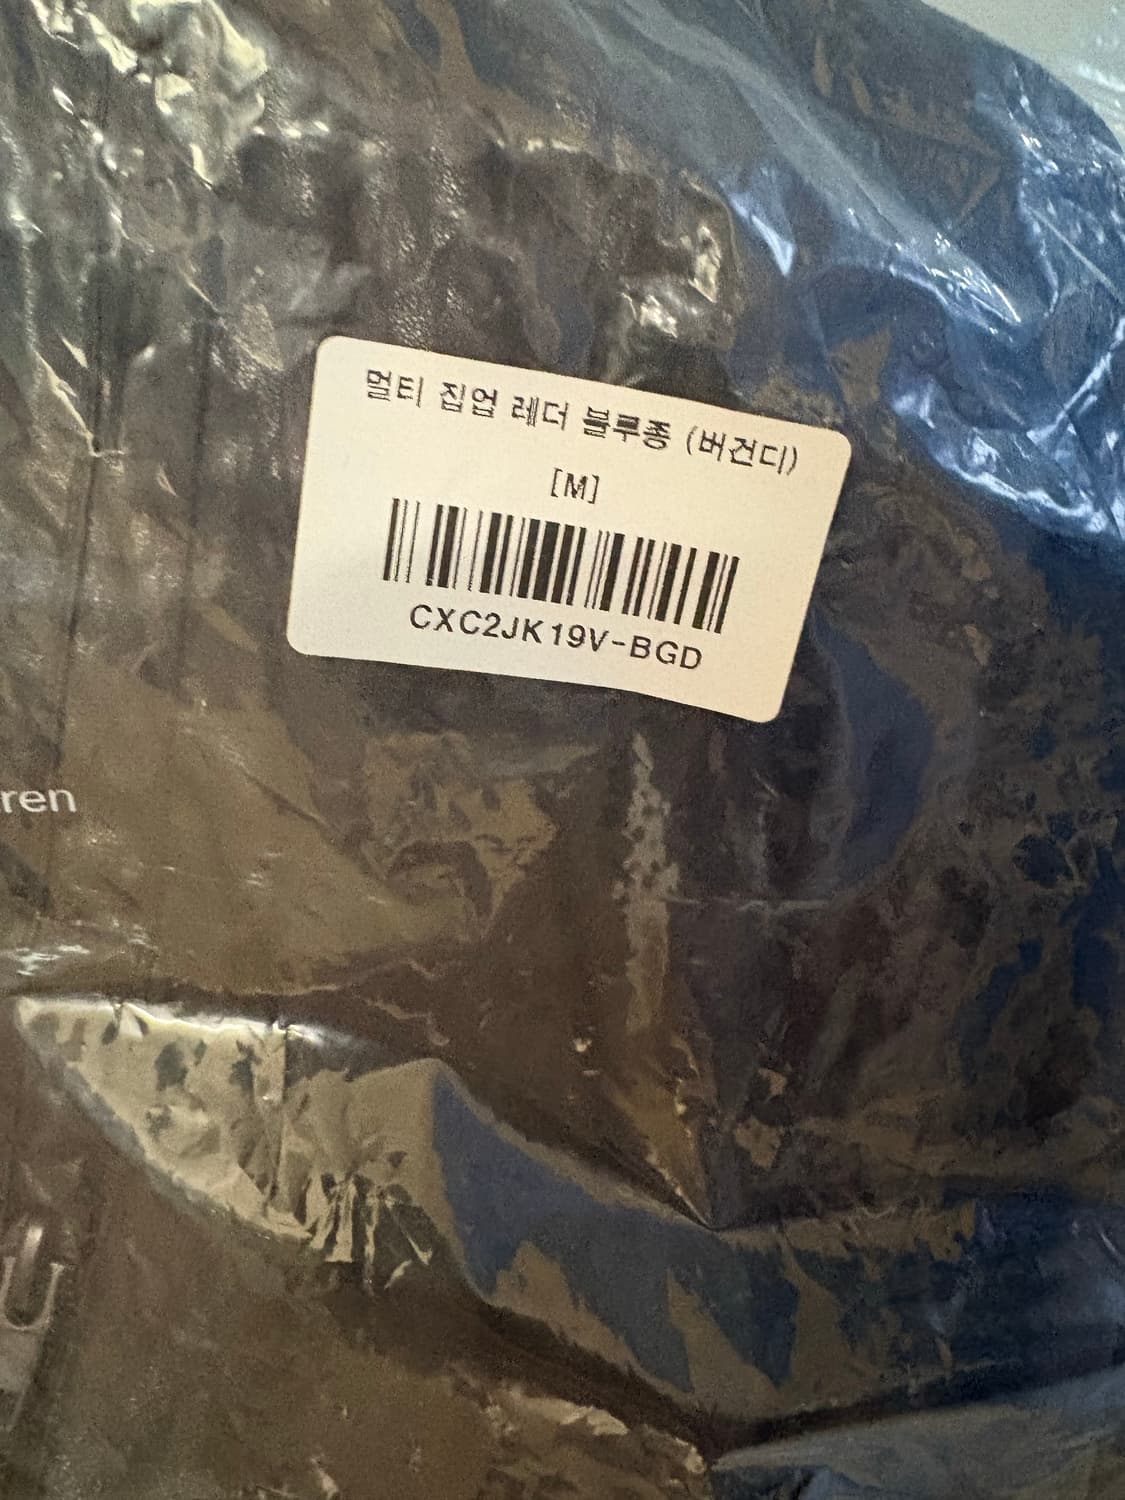 멀티 집업 레더 블루종 (버건디)
[M]
CXC2JK19V-BGD
ren
U